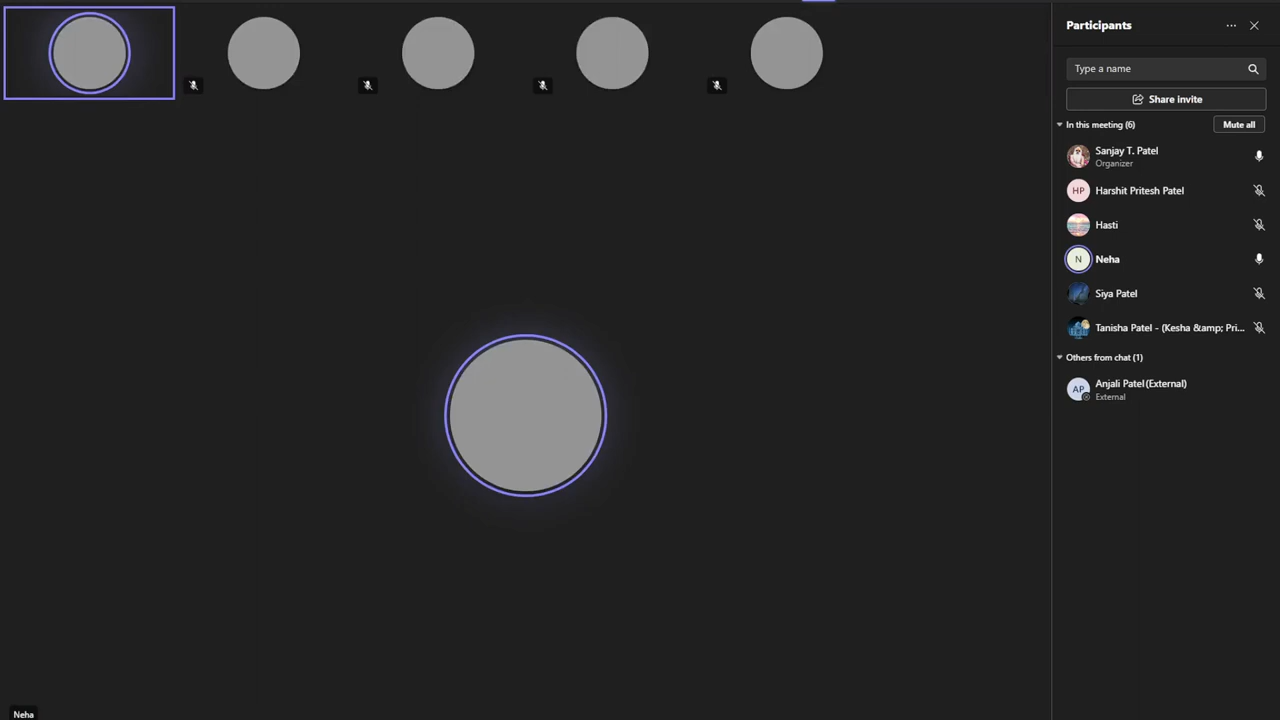 Participants
Type a name
Share invite
In this meeting (6)
Mute all
Sanjay T. Patel
Organizer
HP
Harshit Pritesh Patel
Hasti
N
Neha
Siya Patel
Tanisha Patel - (Kesha &amp; Pri...
Others from chat (1)
AP
Anjali Patel (External)
External
Neha